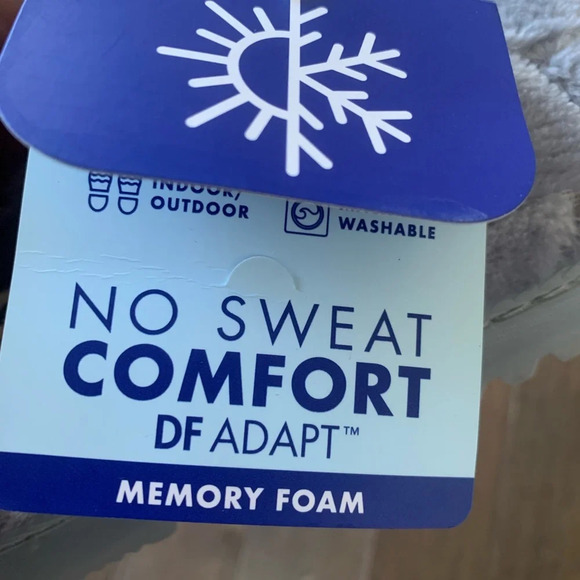 INDOOR/
OUTDOOR
WASHABLE
NO SWEAT
COMFORT
DF ADAPT™
MEMORY FOAM